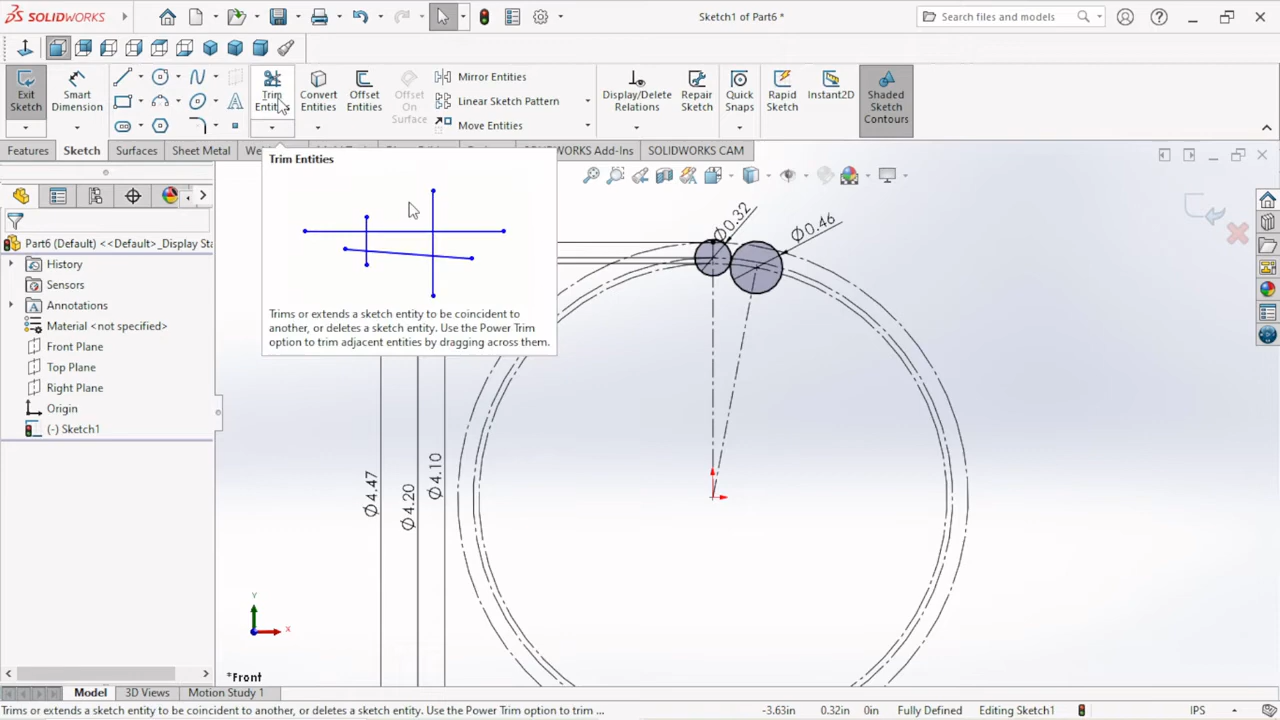 SOLIDWORKS
Sketch1 of Part6 *
Search files and models
Exit
Sketch
Smart
Dimension
Trim
Entities
Convert
Entities
Offset
Entities
Offset
On
Surface
Mirror Entities
Linear Sketch Pattern
Move Entities
Display/Delete
Relations
Repair
Sketch
Quick
Snaps
Rapid
Sketch
Instant2D
Shaded
Sketch
Contours
Features
Sketch
Surfaces
Sheet Metal
SOLIDWORKS Add-Ins
SOLIDWORKS CAM
Trim Entities
Trims or extends a sketch entity to be coincident to
another, or deletes a sketch entity. Use the Power Trim
option to trim adjacent entities by dragging across them.
Part6 (Default) <<Default>_Display Sta
History
Sensors
Annotations
Material <not specified>
Front Plane
Top Plane
Right Plane
Origin
(-) Sketch1
Ø0.32
Ø0.46
Ø4.47
Ø4.20
Ø4.10
Y
X
*Front
Model
3D Views
Motion Study 1
Trims or extends a sketch entity to be coincident to another, or deletes a sketch entity. Use the Power Trim option to trim ...
-3.63in
0.32in
0in
Fully Defined
Editing Sketch1
IPS